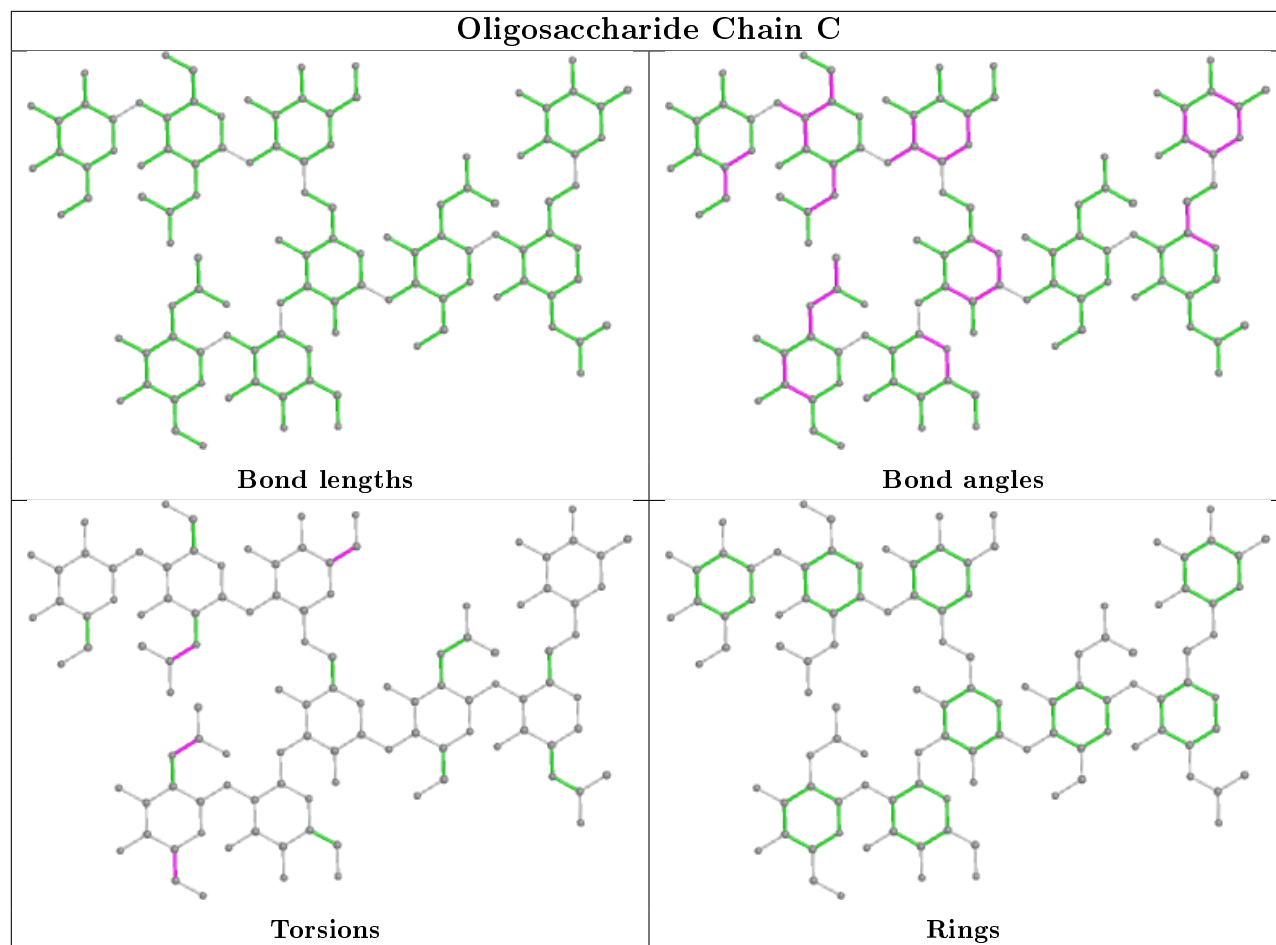 Oligosaccharide Chain C
Bond lengths
Bond angles
Torsions
Rings